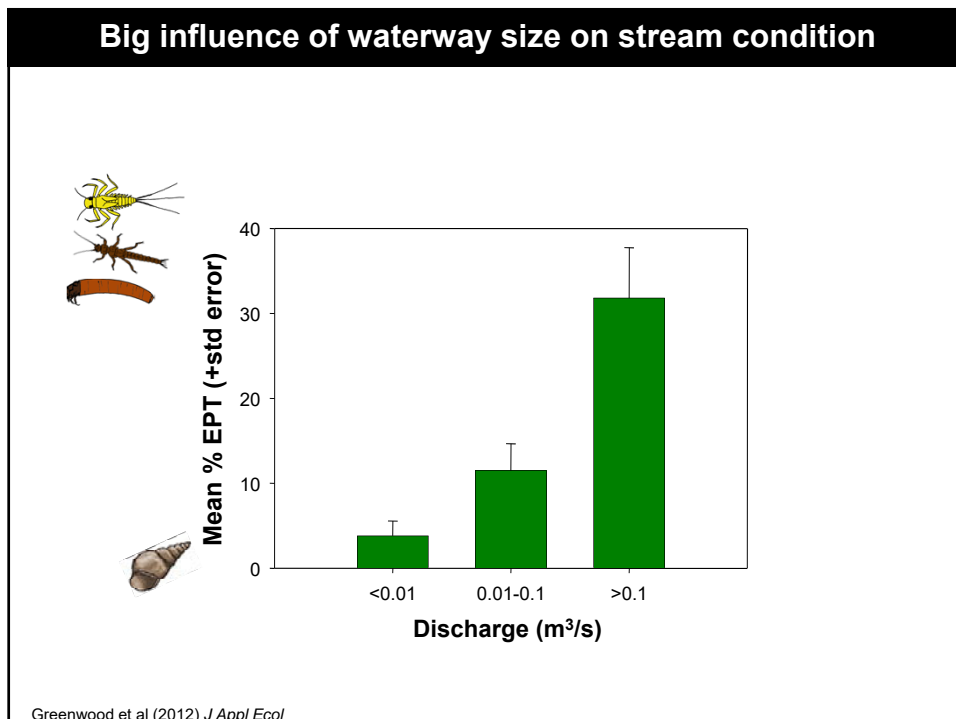 Big influence of waterway size on stream condition
Mean % EPT (+std error)
40
30
20
10
0
<0.01 0.01-0.1 >0.1
Discharge (m³/s)
Greenwood et al (2012) J Appl Ecol